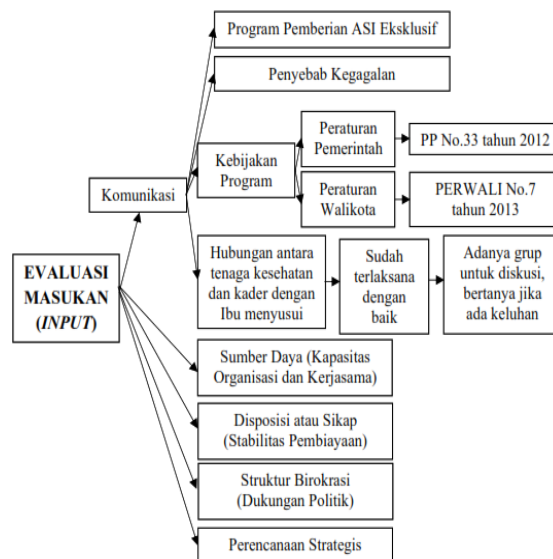 Program Pemberian ASI Eksklusif
Penyebab Kegagalan
Kebijakan
Program
Peraturan
Pemerintah
PP No.33 tahun 2012
Peraturan
Walikota
PERWALI No.7
tahun 2013
Komunikasi
Hubungan antara
tenaga kesehatan
dan kader dengan
Ibu menyusui
Sudah
terlaksana
dengan
baik
Adanya grup
untuk diskusi,
bertanya jika
ada keluhan
EVALUASI
MASUKAN
(INPUT)
Sumber Daya (Kapasitas
Organisasi dan Kerjasama)
Disposisi atau Sikap
(Stabilitas Pembiayaan)
Struktur Birokrasi
(Dukungan Politik)
Perencanaan Strategis